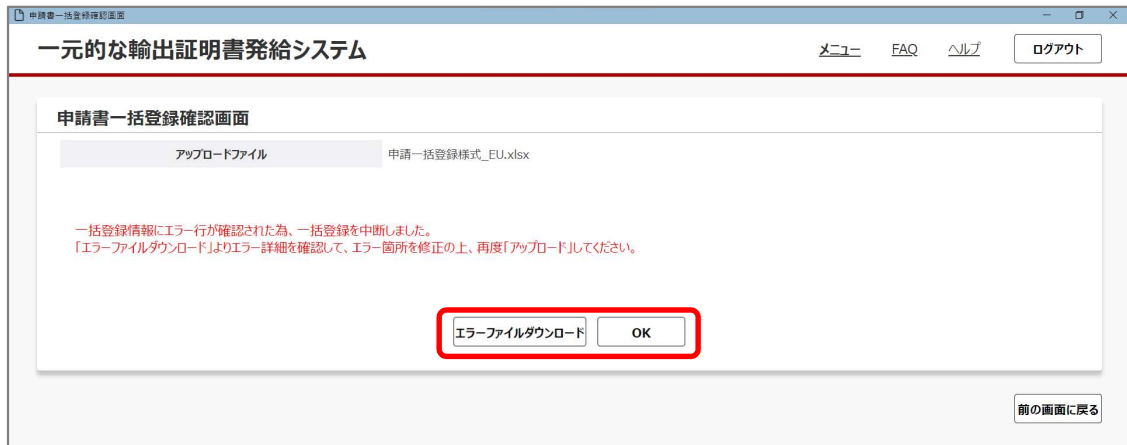 申請書一括登録確認画面
一元的な輸出証明書発給システム
メニュー FAQ ヘルプ ログアウト
申請書一括登録確認画面
アップロードファイル 申請一括登録様式_EU.xlsx
一括登録情報にエラー行が確認された為、一括登録を中断しました。
「エラーファイルダウンロード」よりエラー詳細を確認して、エラー箇所を修正の上、再度「アップロード」してください。
エラーファイルダウンロード OK
前の画面に戻る